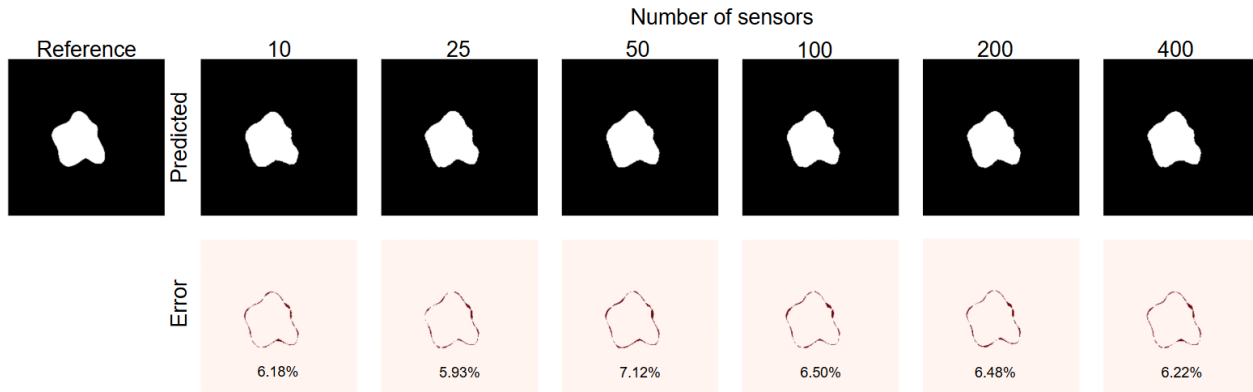 Number of sensors
Reference 10 25 50 100 200 400
Predicted
Error
6.18% 5.93% 7.12% 6.50% 6.48% 6.22%